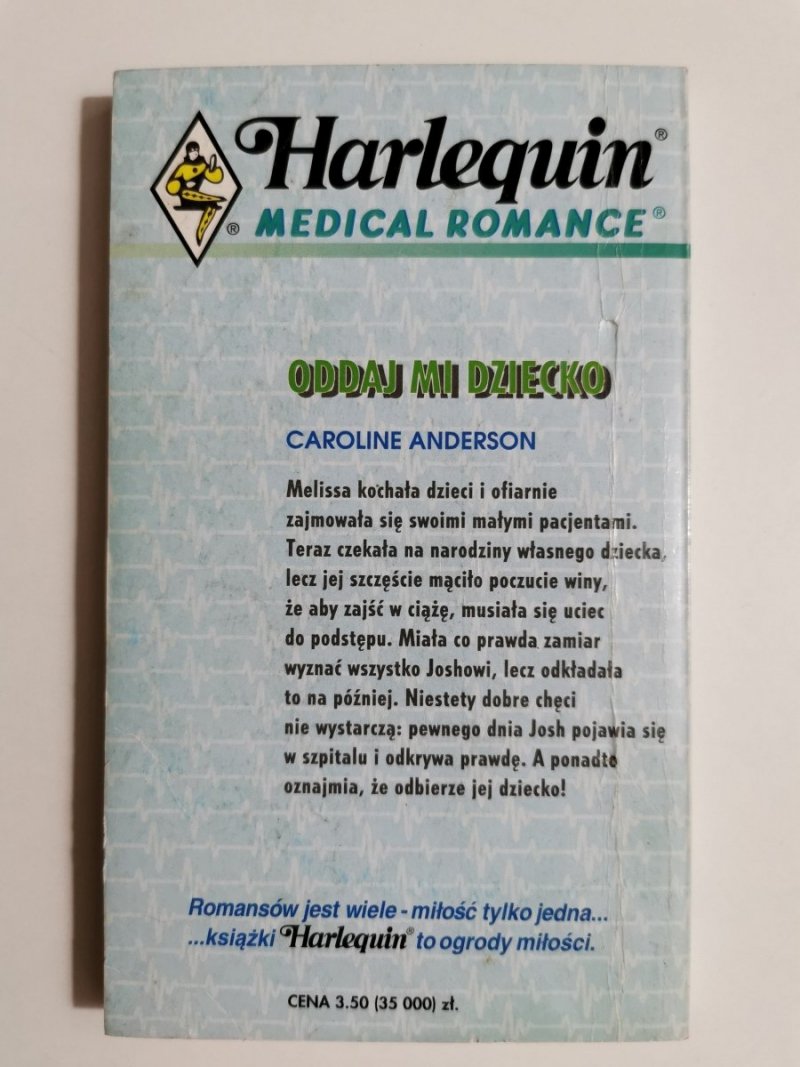 Harlequin®
® MEDICAL ROMANCE®
ODDAJ MI DZIECKO
CAROLINE ANDERSON
Melissa kochała dzieci i ofiarnie
zajmowała się swoimi małymi pacjentami.
Teraz czekała na narodziny własnego dziecka,
lecz jej szczęście mąciło poczucie winy,
że aby zajść w ciążę, musiała się uciec
do podstępu. Miała co prawda zamiar
wyznać wszystko Joshowi, lecz odkładała
to na później. Niestety dobre chęci
nie wystarczą: pewnego dnia Josh pojawia się
w szpitalu i odkrywa prawdę. A ponadto
oznajmia, że odbierze jej dziecko!
Romansów jest wiele - miłość tylko jedna...
...książki Harlequin® to ogrody miłości.
CENA 3.50 (35 000) zł.